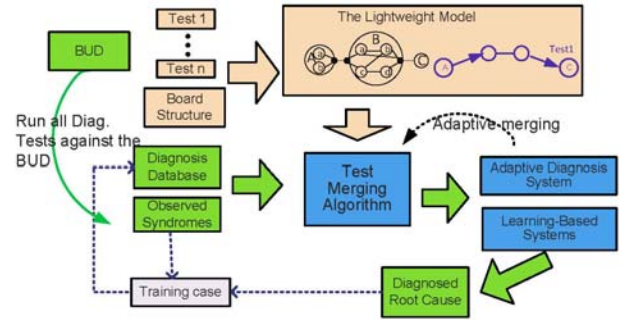 Test 1
The Lightweight Model
BUD
B
A
a
b
a
b
c
d
C
Test1
A
C
Test n
Board
Structure
Run all Diag.
Tests against the
BUD
Adaptive merging
Diagnosis
Database
Test
Merging
Algorithm
Adaptive Diagnosis
System
Observed
Syndromes
Learning-Based
Systems
Training case
Diagnosed
Root Cause